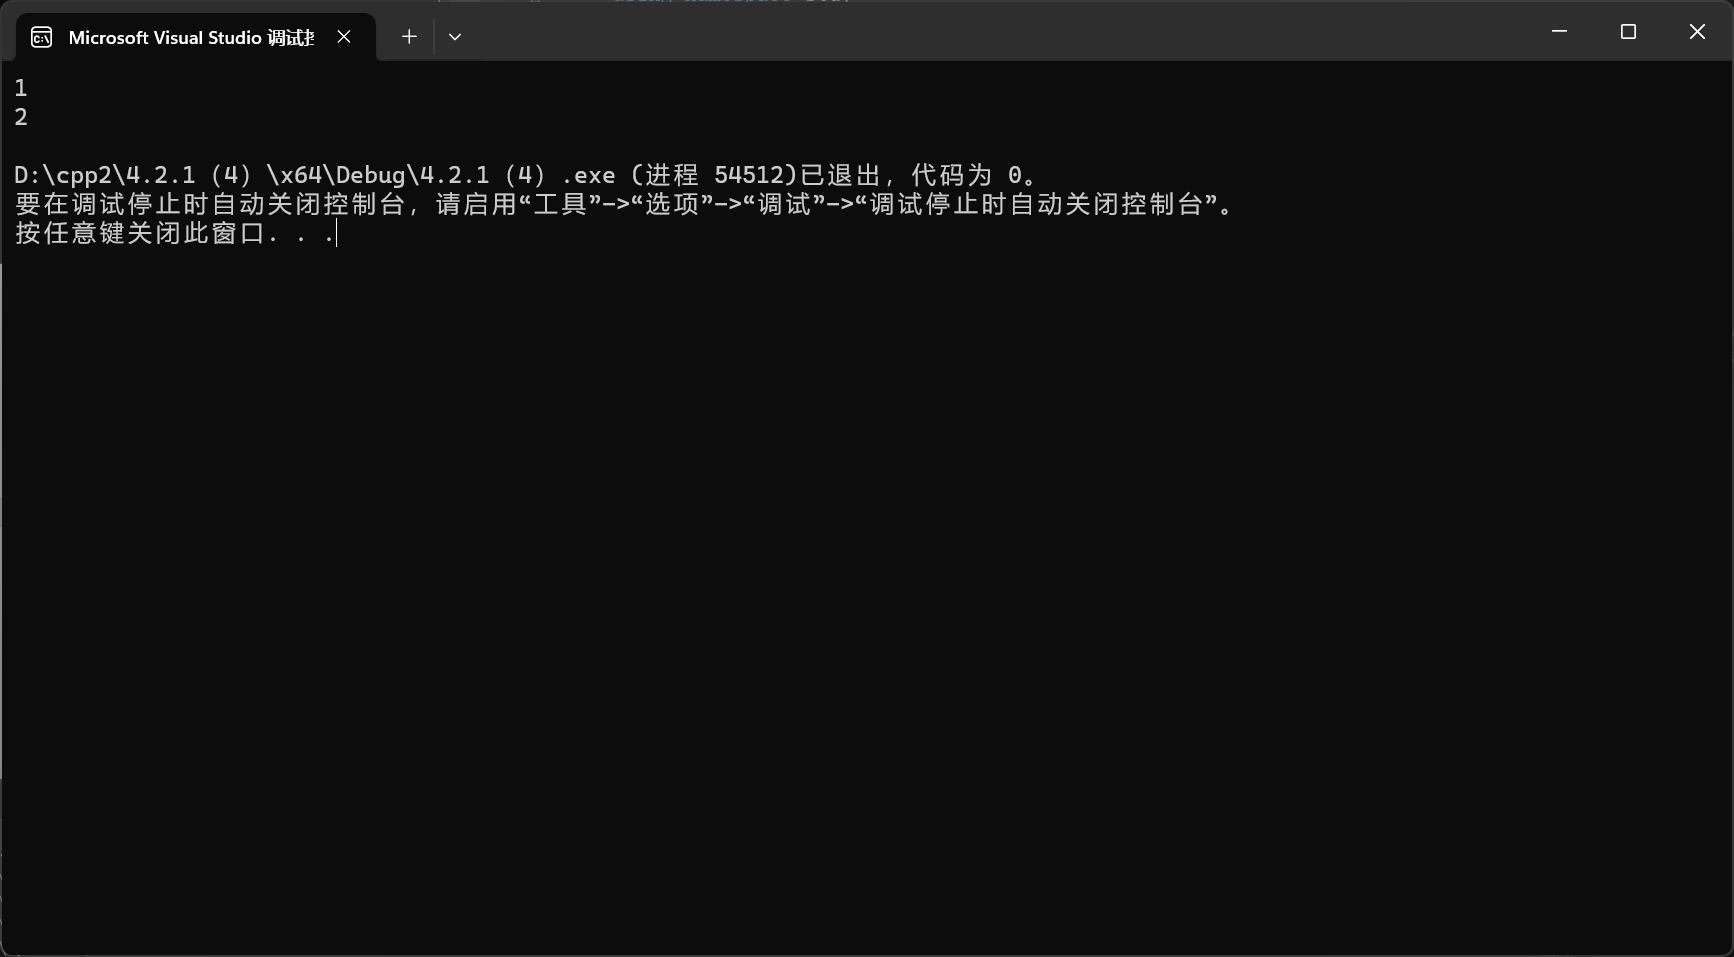 Microsoft Visual Studio 调试
1
2
D:\cpp2\4.2.1（4）\x64\Debug\4.2.1（4）.exe (进程 54512)已退出，代码为 0。
要在调试停止时自动关闭控制台，请启用“工具”->“选项”->“调试”->“调试停止时自动关闭控制台”。
按任意键关闭此窗口. . .